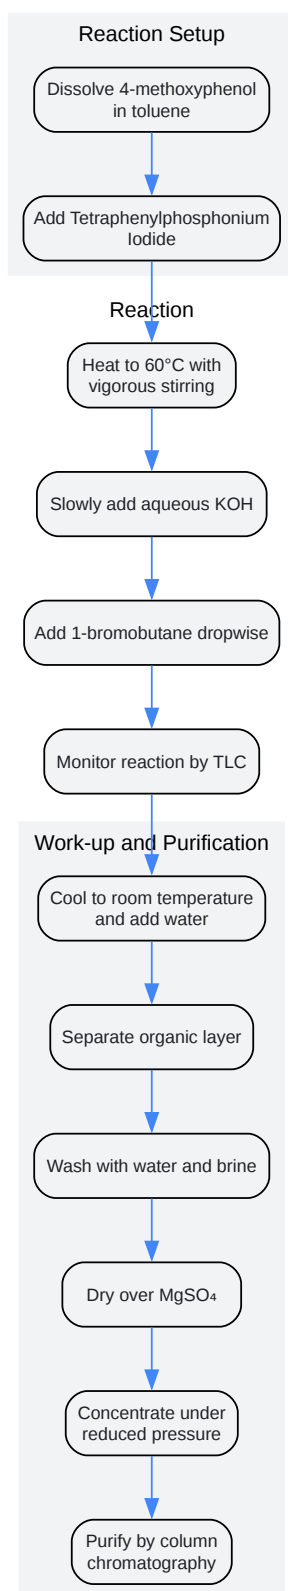 Reaction Setup
Dissolve 4-methoxyphenol
in toluene
Add Tetraphenylphosphonium
Iodide
Reaction
Heat to 60°C with
vigorous stirring
Slowly add aqueous KOH
Add 1-bromobutane dropwise
Monitor reaction by TLC
Work-up and Purification
Cool to room temperature
and add water
Separate organic layer
Wash with water and brine
Dry over MgSO₄
Concentrate under
reduced pressure
Purify by column
chromatography